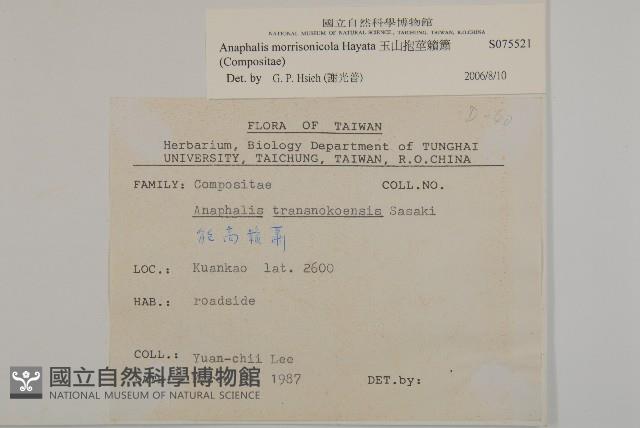 國立自然科學博物館
NATIONAL MUSEUM OF NATURAL SCIENCE, TAICHUNG, TAIWAN, R.O.CHINA
Anaphalis morrisonicola Hayata 玉山抱莖籟簫 S075521
(Compositae)
Det. by G. P. Hsieh (謝光普) 2006/8/10
D-60
FLORA OF TAIWAN
Herbarium, Biology Department of TUNGHAI
UNIVERSITY, TAICHUNG, TAIWAN, R.O.CHINA
FAMILY: Compositae COLL.NO.
Anaphalis transnokoensis Sasaki
能高籟蕭
LOC.: Kuankao lat. 2600
HAB.: roadside
COLL.: Yuan-chii Lee
1987 DET.by:
國立自然科學博物館
NATIONAL MUSEUM OF NATURAL SCIENCE